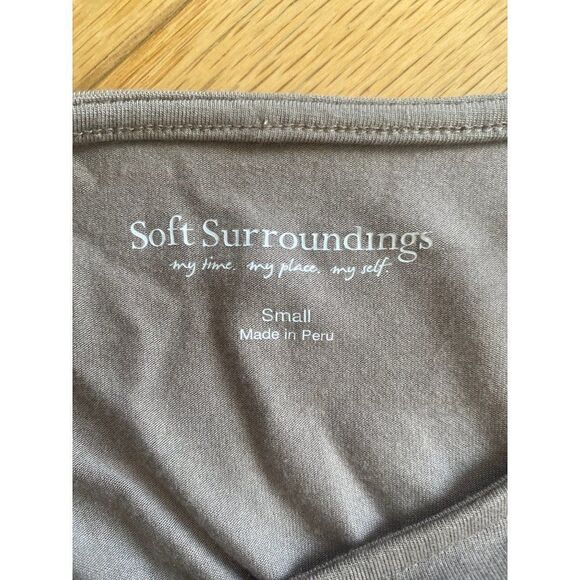 Soft Surroundings
my time. my place. my self.
Small
Made in Peru